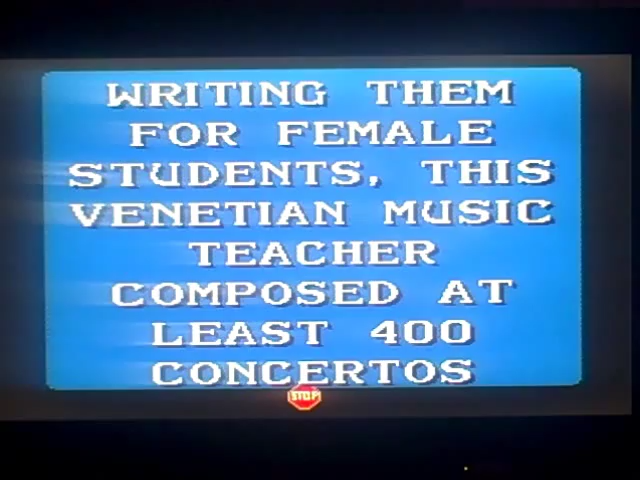 WRITING THEM
FOR FEMALE
STUDENTS, THIS
VENETIAN MUSIC
TEACHER
COMPOSED AT
LEAST 400
CONCERTOS
STOP